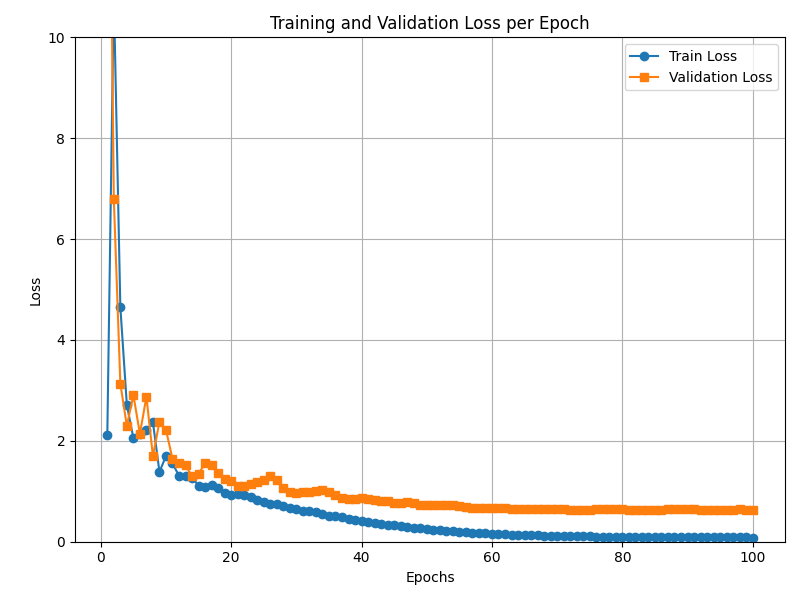 Training and Validation Loss per Epoch
Train Loss
Validation Loss
10
8
6
4
2
0
Loss
0 20 40 60 80 100
Epochs